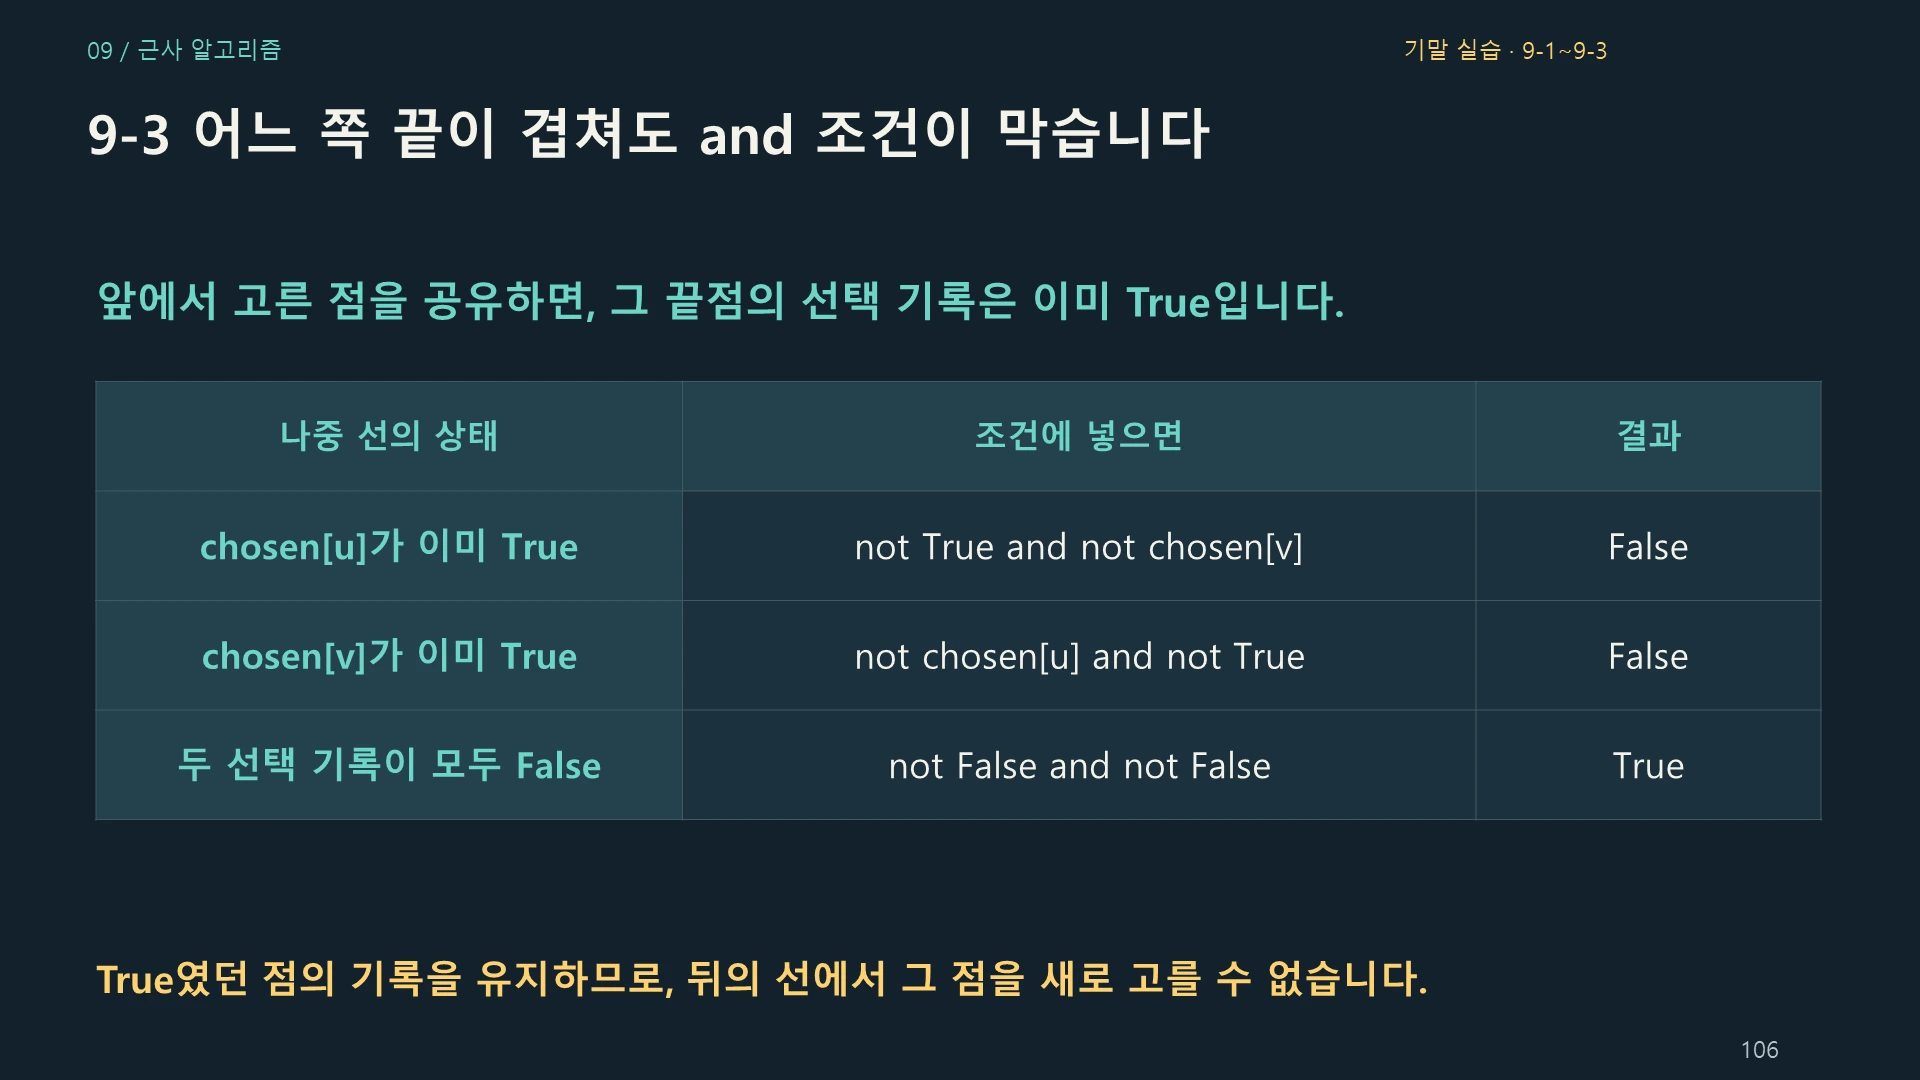 09 / 근사 알고리즘
기말 실습 · 9-1~9-3
9-3 어느 쪽 끝이 겹쳐도 and 조건이 막습니다
앞에서 고른 점을 공유하면, 그 끝점의 선택 기록은 이미 True입니다.
나중 선의 상태 조건에 넣으면 결과
chosen[u]가 이미 True not True and not chosen[v] False
chosen[v]가 이미 True not chosen[u] and not True False
두 선택 기록이 모두 False not False and not False True
True였던 점의 기록을 유지하므로, 뒤의 선에서 그 점을 새로 고를 수 없습니다.
106